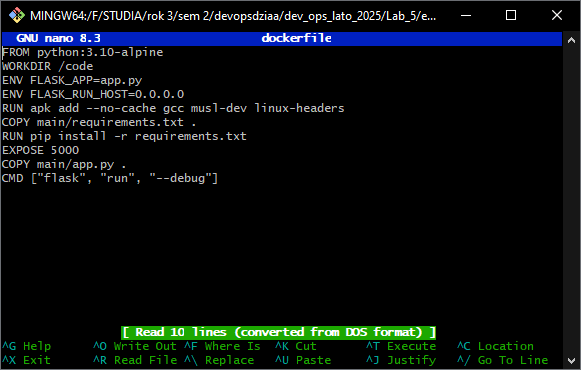 MINGW64:/F/STUDIA/rok 3/sem 2/devopsdziaa/dev_ops_lato_2025/Lab_5/e...
GNU nano 8.3 dockerfile
FROM python:3.10-alpine
WORKDIR /code
ENV FLASK_APP=app.py
ENV FLASK_RUN_HOST=0.0.0.0
RUN apk add --no-cache gcc musl-dev linux-headers
COPY main/requirements.txt .
RUN pip install -r requirements.txt
EXPOSE 5000
COPY main/app.py .
CMD ["flask", "run", "--debug"]
[ Read 10 lines (converted from DOS format) ]
^G Help ^O Write Out ^F Where Is ^K Cut ^T Execute ^C Location
^X Exit ^R Read File ^\ Replace ^U Paste ^J Justify ^/ Go To Line